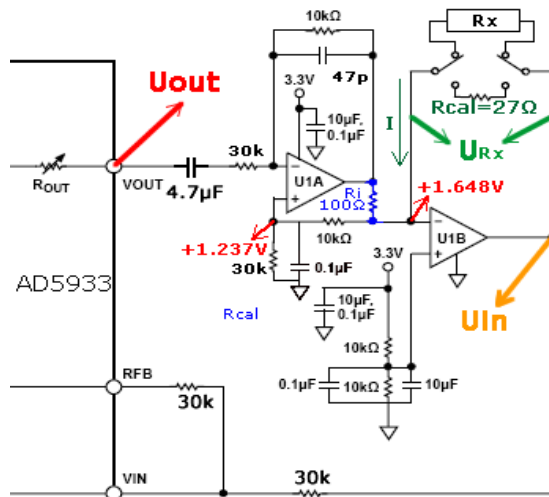 10kΩ
Rx
47p
3.3V
Uout
Rcal=27Ω
10µF,
0.1µF
I
30k
URx
ROUT
VOUT
4.7µF
−
U1A
+
Ri
100Ω
+1.648V
+1.237V
10kΩ
−
U1B
+
30k
0.1µF
3.3V
AD5933
Rcal
10µF,
0.1µF
UIn
10kΩ
0.1µF
10kΩ
10µF
RFB
30k
VIN
30k